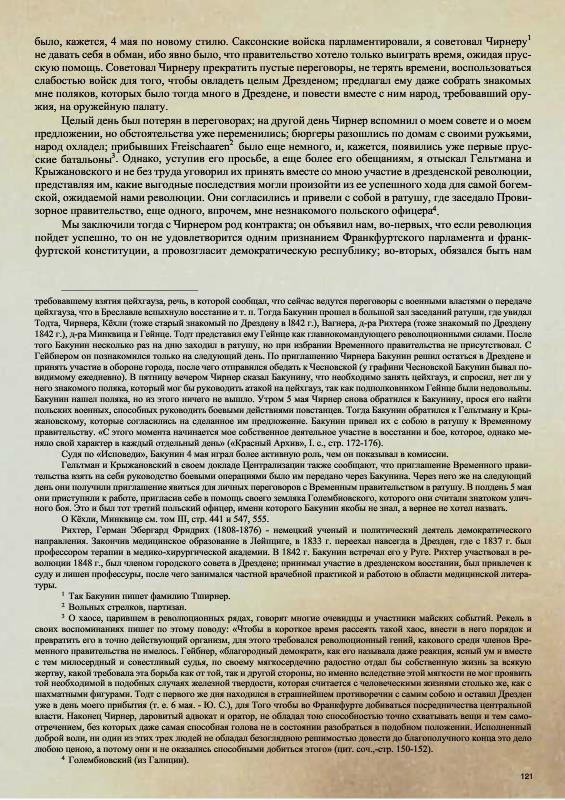 было, кажется, 4 мая по новому стилю. Саксонские войска парламентировали, я советовал Чирнеру1
не давать себя в обман, ибо явно было, что правительство хотело только выиграть время, ожидая прус-
скую помощь. Советовал Чирнеру прекратить пустые переговоры, не терять времени, воспользоваться
слабостью войск для того, чтобы овладеть целым Дрезденом; предлагал ему даже собрать знакомых
мне поляков, которых было тогда много в Дрездене, и повести вместе с ним народ, требовавший ору-
жия, на оружейную палату.
Целый день был потерян в переговорах; на другой день Чирнер вспомнил о моем совете и о моем
предложении, но обстоятельства уже переменились; бюргеры разошлись по домам с своими ружьями,
народ охладел; прибывших Freischaaren2 было еще немного, и, кажется, появились уже первые прус-
ские батальоны3. Однако, уступив его просьбе, а еще более его обещаниям, я отыскал Гельтмана и
Крыжановского и не без труда уговорил их принять вместе со мною участие в дрезденской революции,
представляя им, какие выгодные последствия могли произойти из ее успешного хода для самой богем-
ской, ожидаемой нами революции. Они согласились и привели с собой в ратушу, где заседало Прови-
зорное правительство, еще одного, впрочем, мне незнакомого польского офицера4.
Мы заключили тогда с Чирнером род контракта; он объявил нам, во-первых, что если революция
пойдет успешно, то он не удовлетворится одним признанием Франкфуртского парламента и франк-
фуртской конституции, а провозгласит демократическую республику; во-вторых, обязался быть нам
требовавшему взятия цейхгауза, речь, в которой сообщал, что сейчас ведутся переговоры с военными властями о передаче
цейхгауза, что в Бреславле вспыхнуло восстание и т. п. Тогда Бакунин прошел в большой зал заседаний ратуши, где увидал
Тодта, Чирнера, Кёхли (тоже старый знакомый по Дрездену в l842 г.), Вагнера, д-ра Рихтера (тоже знакомый по Дрездену
1842 г.), д-ра Минквица и Гейнце. Тодт представил ему Гейнце как главнокомандующего революционными силами. После
того Бакунин несколько раз на дню заходил в ратушу, но при избрании Временного правительства не присутствовал. С
Гейбнером он познакомился только на следующий день. По приглашению Чирнера Бакунин решил остаться в Дрездене и
принять участие в обороне города, после чего отправился обедать к Чесновской (у графини Чесновской Бакунин бывал по-
видимому ежедневно). В пятницу вечером Чирнер сказал Бакунину, что необходимо занять цейхгауз, и спросил, нет ли у
него знакомого поляка, который мог бы руководить атакой на цейхгауз, так как подполковником Гейнце были недовольны.
Бакунин нашел поляка, но из этого ничего не вышло. Утром 5 мая Чирнер снова обратился к Бакунину, прося его найти
польских военных, способных руководить боевыми действиями повстанцев. Тогда Бакунин обратился к Гельтману и Кры-
жановскому, которые согласились на сделанное им предложение. Бакунин привел их с собою в ратушу к Временному
правительству. «С этого момента начинается мое собственное деятельное участие в восстании и бое, которое, однако ме-
няло свой характер в каждый отдельный день» («Красный Архив», I. с., стр. 172-176).
Судя по «Исповеди», Бакунин 4 мая играл более активную роль, чем он показывал в комиссии.
Гельтман и Крыжановский в своем докладе Централизации также сообщают, что приглашение Временного прави-
тельства взять на себя руководство боевыми операциями было им передано через Бакунина. Через него же на следующий
день они получили приглашение явиться для личных переговоров с Временным правительством в ратушу. В полдень 5 мая
они приступили к работе, пригласив себе в помощь своего земляка Голембиовского, которого они считали знатоком улич-
ного боя. Это и был тот третий польский офицер, имени которого Бакунин якобы не знал, а вернее не хотел назвать.
О Кёхли, Минквице см. том III, стр. 441 и 547, 555.
Рихтер, Герман Эбергард Фридрих (1808-1876) - немецкий ученый и политический деятель демократического
направления. Закончив медицинское образование в Лейпциге, в 1833 г. переехал навсегда в Дрезден, где с 1837 г. был
профессором терапии в медико-хирургической академии. В 1842 г. Бакунин встречал его у Руге. Рихтер участвовал в ре-
волюции 1848 г., был членом городского совета в Дрездене; принимал участие в дрезденском восстании, был привлечен к
суду и лишен профессуры, после чего занимался частной врачебной практикой и работою в области медицинской литера-
туры.
1 Так Бакунин пишет фамилию Тширнер.
2 Вольных стрелков, партизан.
3 О хаосе, царившем в революционных рядах, говорят многие очевидцы и участники майских событий. Рекель в
своих воспоминаниях пишет по этому поводу: «Чтобы в короткое время рассеять такой хаос, внести в него порядок и
превратить его в точно действующий организм, для этого требовался революционный гений, какового среди членов Вре-
менного правительства не имелось. Гейбнер, «благородный демократ», как его называла даже реакция, ясный ум и вместе
с тем милосердный и совестливый судья, по своему мягкосердечию радостно отдал бы собственную жизнь за всякую
жертву, какой требовала эта борьба как от той, так и другой стороны, но именно вследствие этой мягкости не мог проявить
той необходимой в подобных случаях железной твердости, которая считается с человеческими жизнями столько же, как с
шахматными фигурами. Тодт с первого же дня находился в страшнейшем противоречии с самим собою и оставил Дрезден
уже в день моего прибытия (т. е. 6 мая. - Ю. С.), для Того чтобы во Франкфурте добиваться посредничества центральной
власти. Наконец Чирнер, даровитый адвокат и оратор, не обладал тою способностью точно схватывать вещи и тем само-
отречением, без которых даже самая способная голова не в состоянии разобраться в подобном положении. Исполненный
доброй воли, ни один из этих трех людей не обладал безоглядною решимостью довести до благополучного конца это дело
любою ценою, а потому они и не оказались способными добиться этого» (цит. соч.,-стр. 150-152).
4 Голембиовский (из Галиции).
121